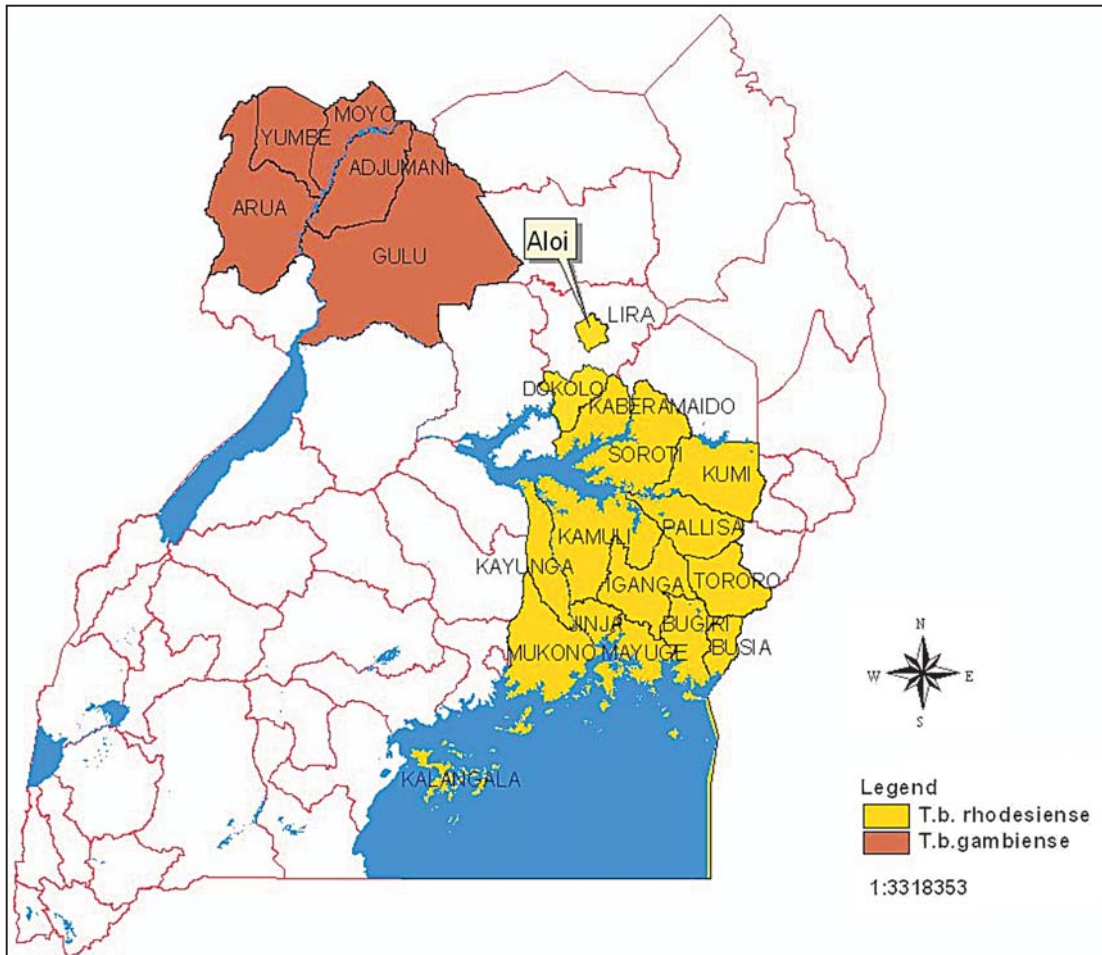 MOYO
YUMBE
ADJUMANI
ARUA
GULU
Aloi
LIRA
DOKOLO
KABERAMAIDO
SOROTI
KUMI
PALLISA
KAMULI
KAYUNGA
IGANGA
TORORO
JINJA
BUGIRI
MUKONO
MAYUGE
BUSIA
KALANGALA
N
W
E
S
Legend
T.b. rhodesiense
T.b.gambiense
1:3318353